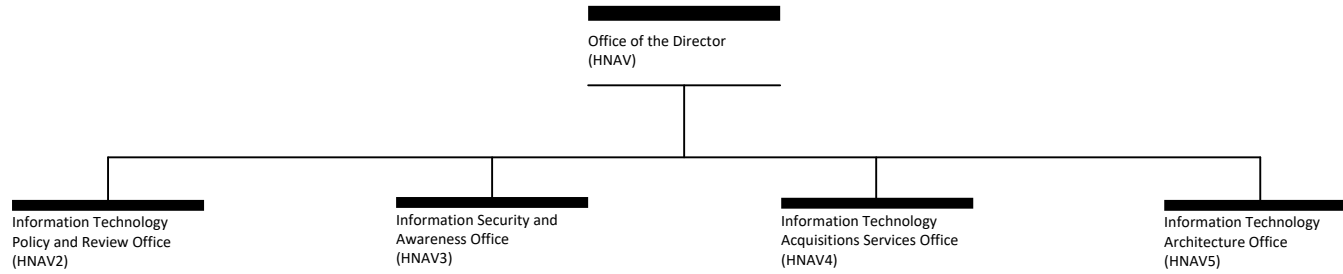 Office of the Director
(HNAV)
Information Technology
Policy and Review Office
(HNAV2)
Information Security and
Awareness Office
(HNAV3)
Information Technology
Acquisitions Services Office
(HNAV4)
Information Technology
Architecture Office
(HNAV5)